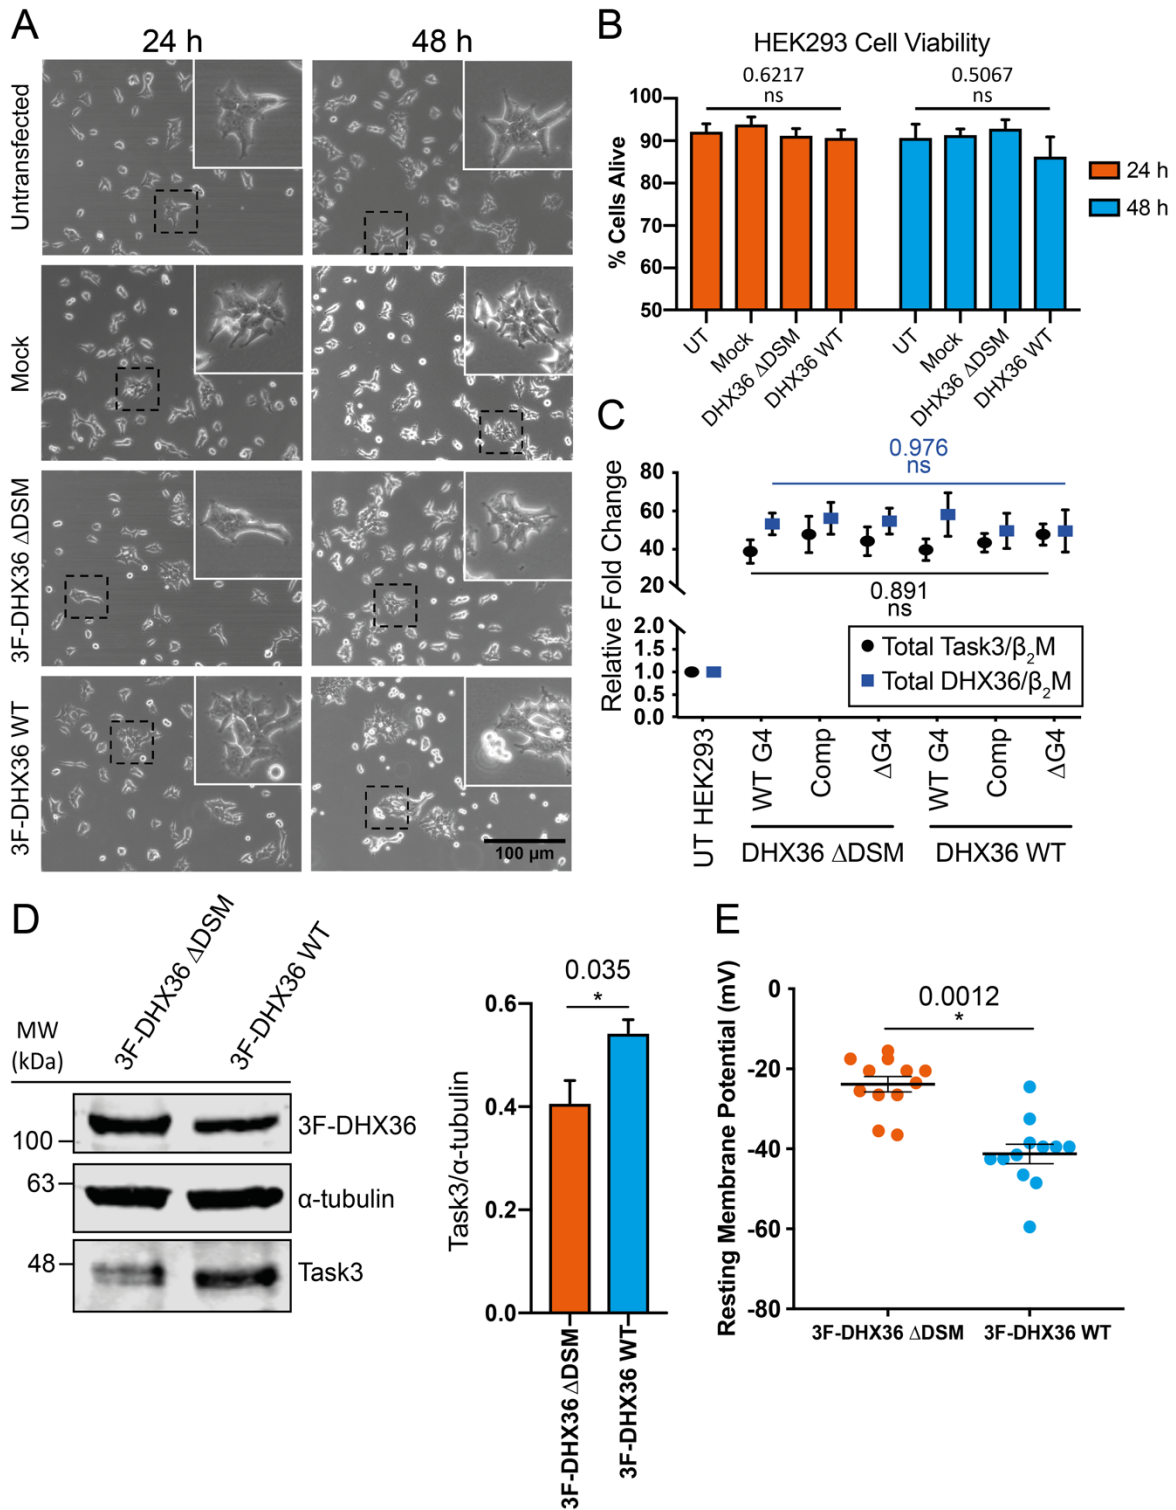 A
24 h
48 h
Untransfected
Mock
3F-DHX36 ΔDSM
3F-DHX36 WT
100 μm
B
HEK293 Cell Viability
0.6217
ns
0.5067
ns
% Cells Alive
100
90
80
70
60
50
UT
Mock
DHX36 ΔDSM
DHX36 WT
UT
Mock
DHX36 ΔDSM
DHX36 WT
24 h
48 h
C
0.976
ns
Relative Fold Change
80
60
40
20
2.0
1.5
1.0
0.5
0.0
0.891
ns
Total Task3/β₂M
Total DHX36/β₂M
UT HEK293
WT G4
Comp
ΔG4
WT G4
Comp
ΔG4
DHX36 ΔDSM
DHX36 WT
D
3F-DHX36 ΔDSM
3F-DHX36 WT
MW
(kDa)
100
63
48
3F-DHX36
α-tubulin
Task3
0.035
*
Task3/α-tubulin
0.6
0.4
0.2
0.0
3F-DHX36 ΔDSM
3F-DHX36 WT
E
0.0012
*
Resting Membrane Potential (mV)
0
-20
-40
-60
-80
3F-DHX36 ΔDSM
3F-DHX36 WT